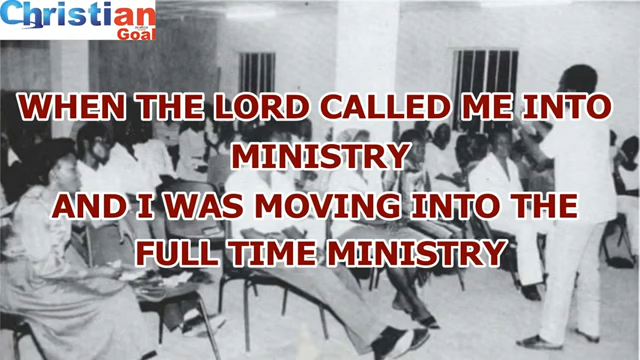 Christian
Goal
WHEN THE LORD CALLED ME INTO
MINISTRY
AND I WAS MOVING INTO THE
FULL TIME MINISTRY